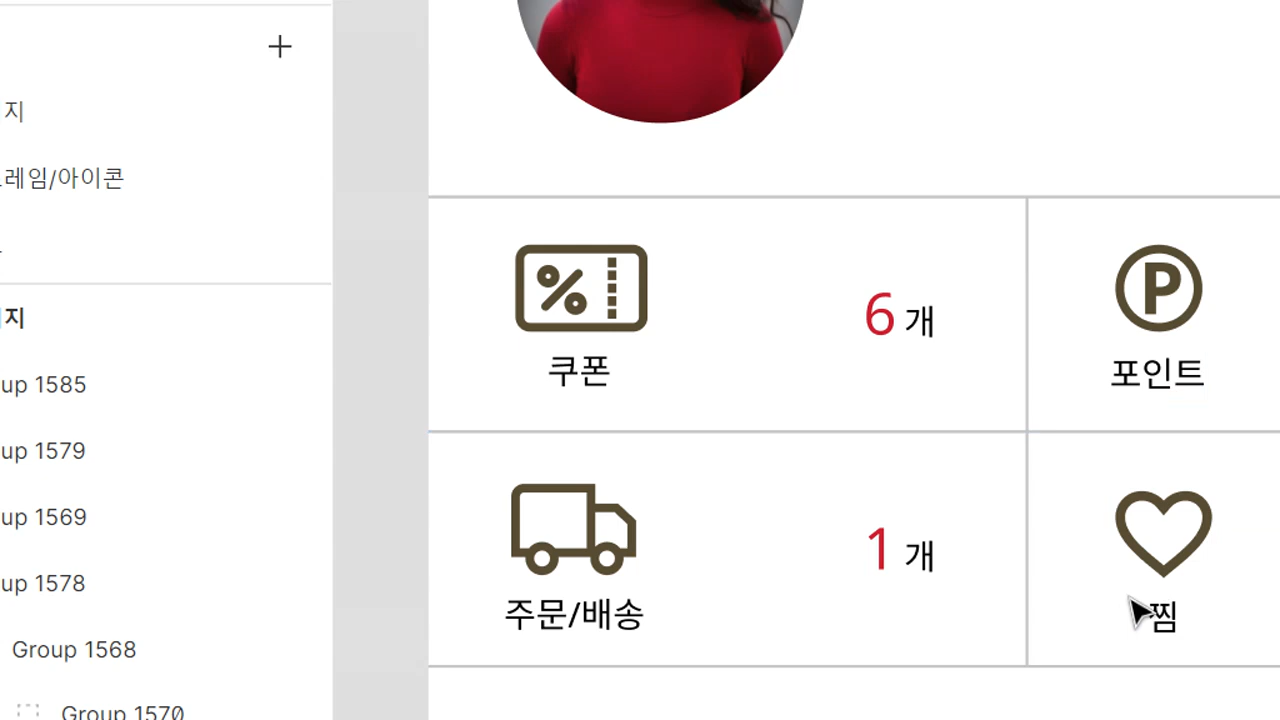 지
레임/아이콘
지
up 1585
up 1579
up 1569
up 1578
Group 1568
Group 1570
%
6 개
쿠폰
P
포인트
1 개
주문/배송
찜